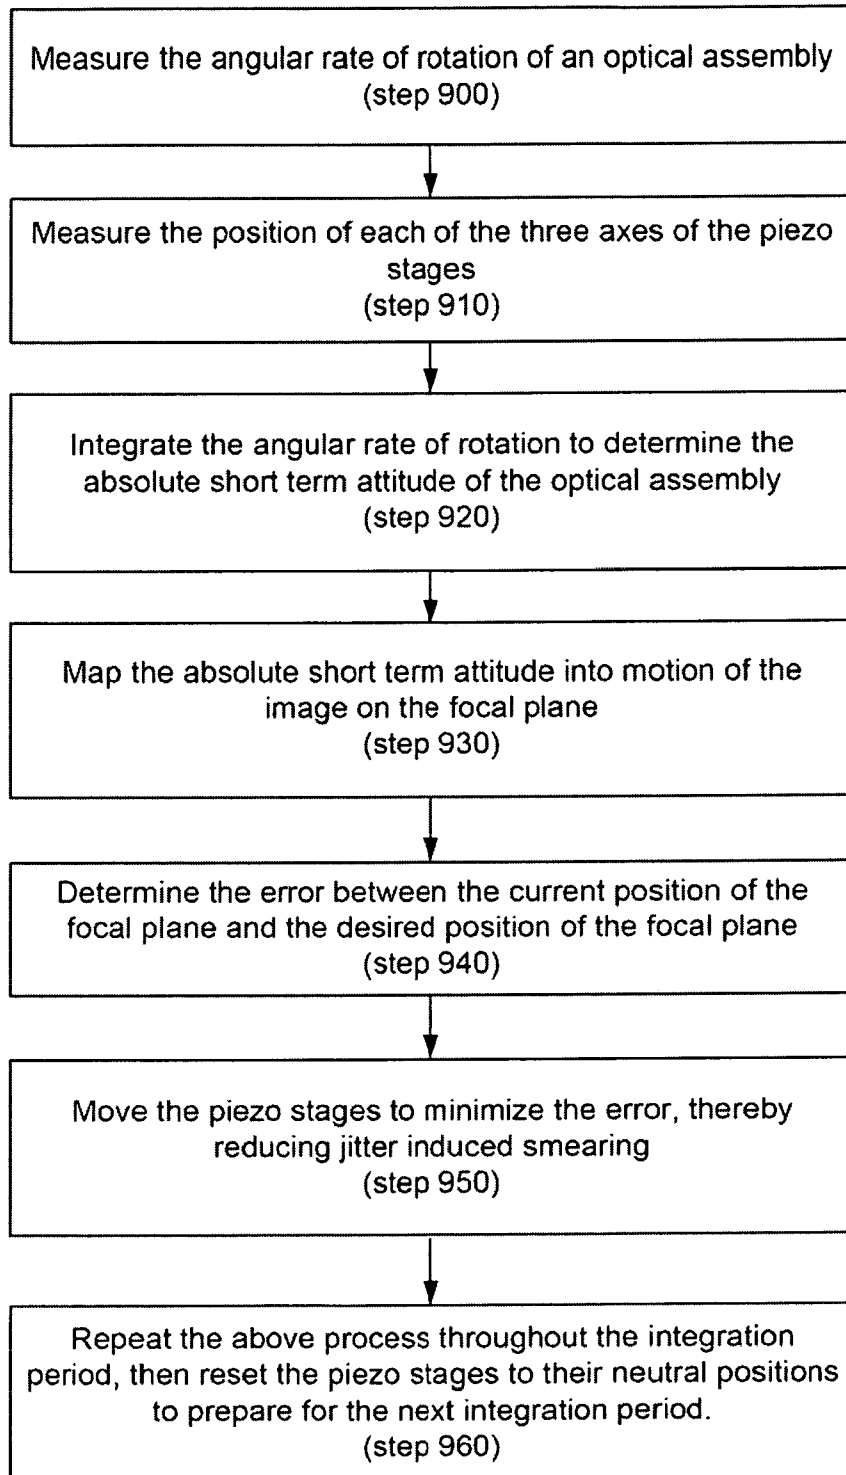 Measure the angular rate of rotation of an optical assembly
(step 900)
Measure the position of each of the three axes of the piezo
stages
(step 910)
Integrate the angular rate of rotation to determine the
absolute short term attitude of the optical assembly
(step 920)
Map the absolute short term attitude into motion of the
image on the focal plane
(step 930)
Determine the error between the current position of the
focal plane and the desired position of the focal plane
(step 940)
Move the piezo stages to minimize the error, thereby
reducing jitter induced smearing
(step 950)
Repeat the above process throughout the integration
period, then reset the piezo stages to their neutral positions
to prepare for the next integration period.
(step 960)